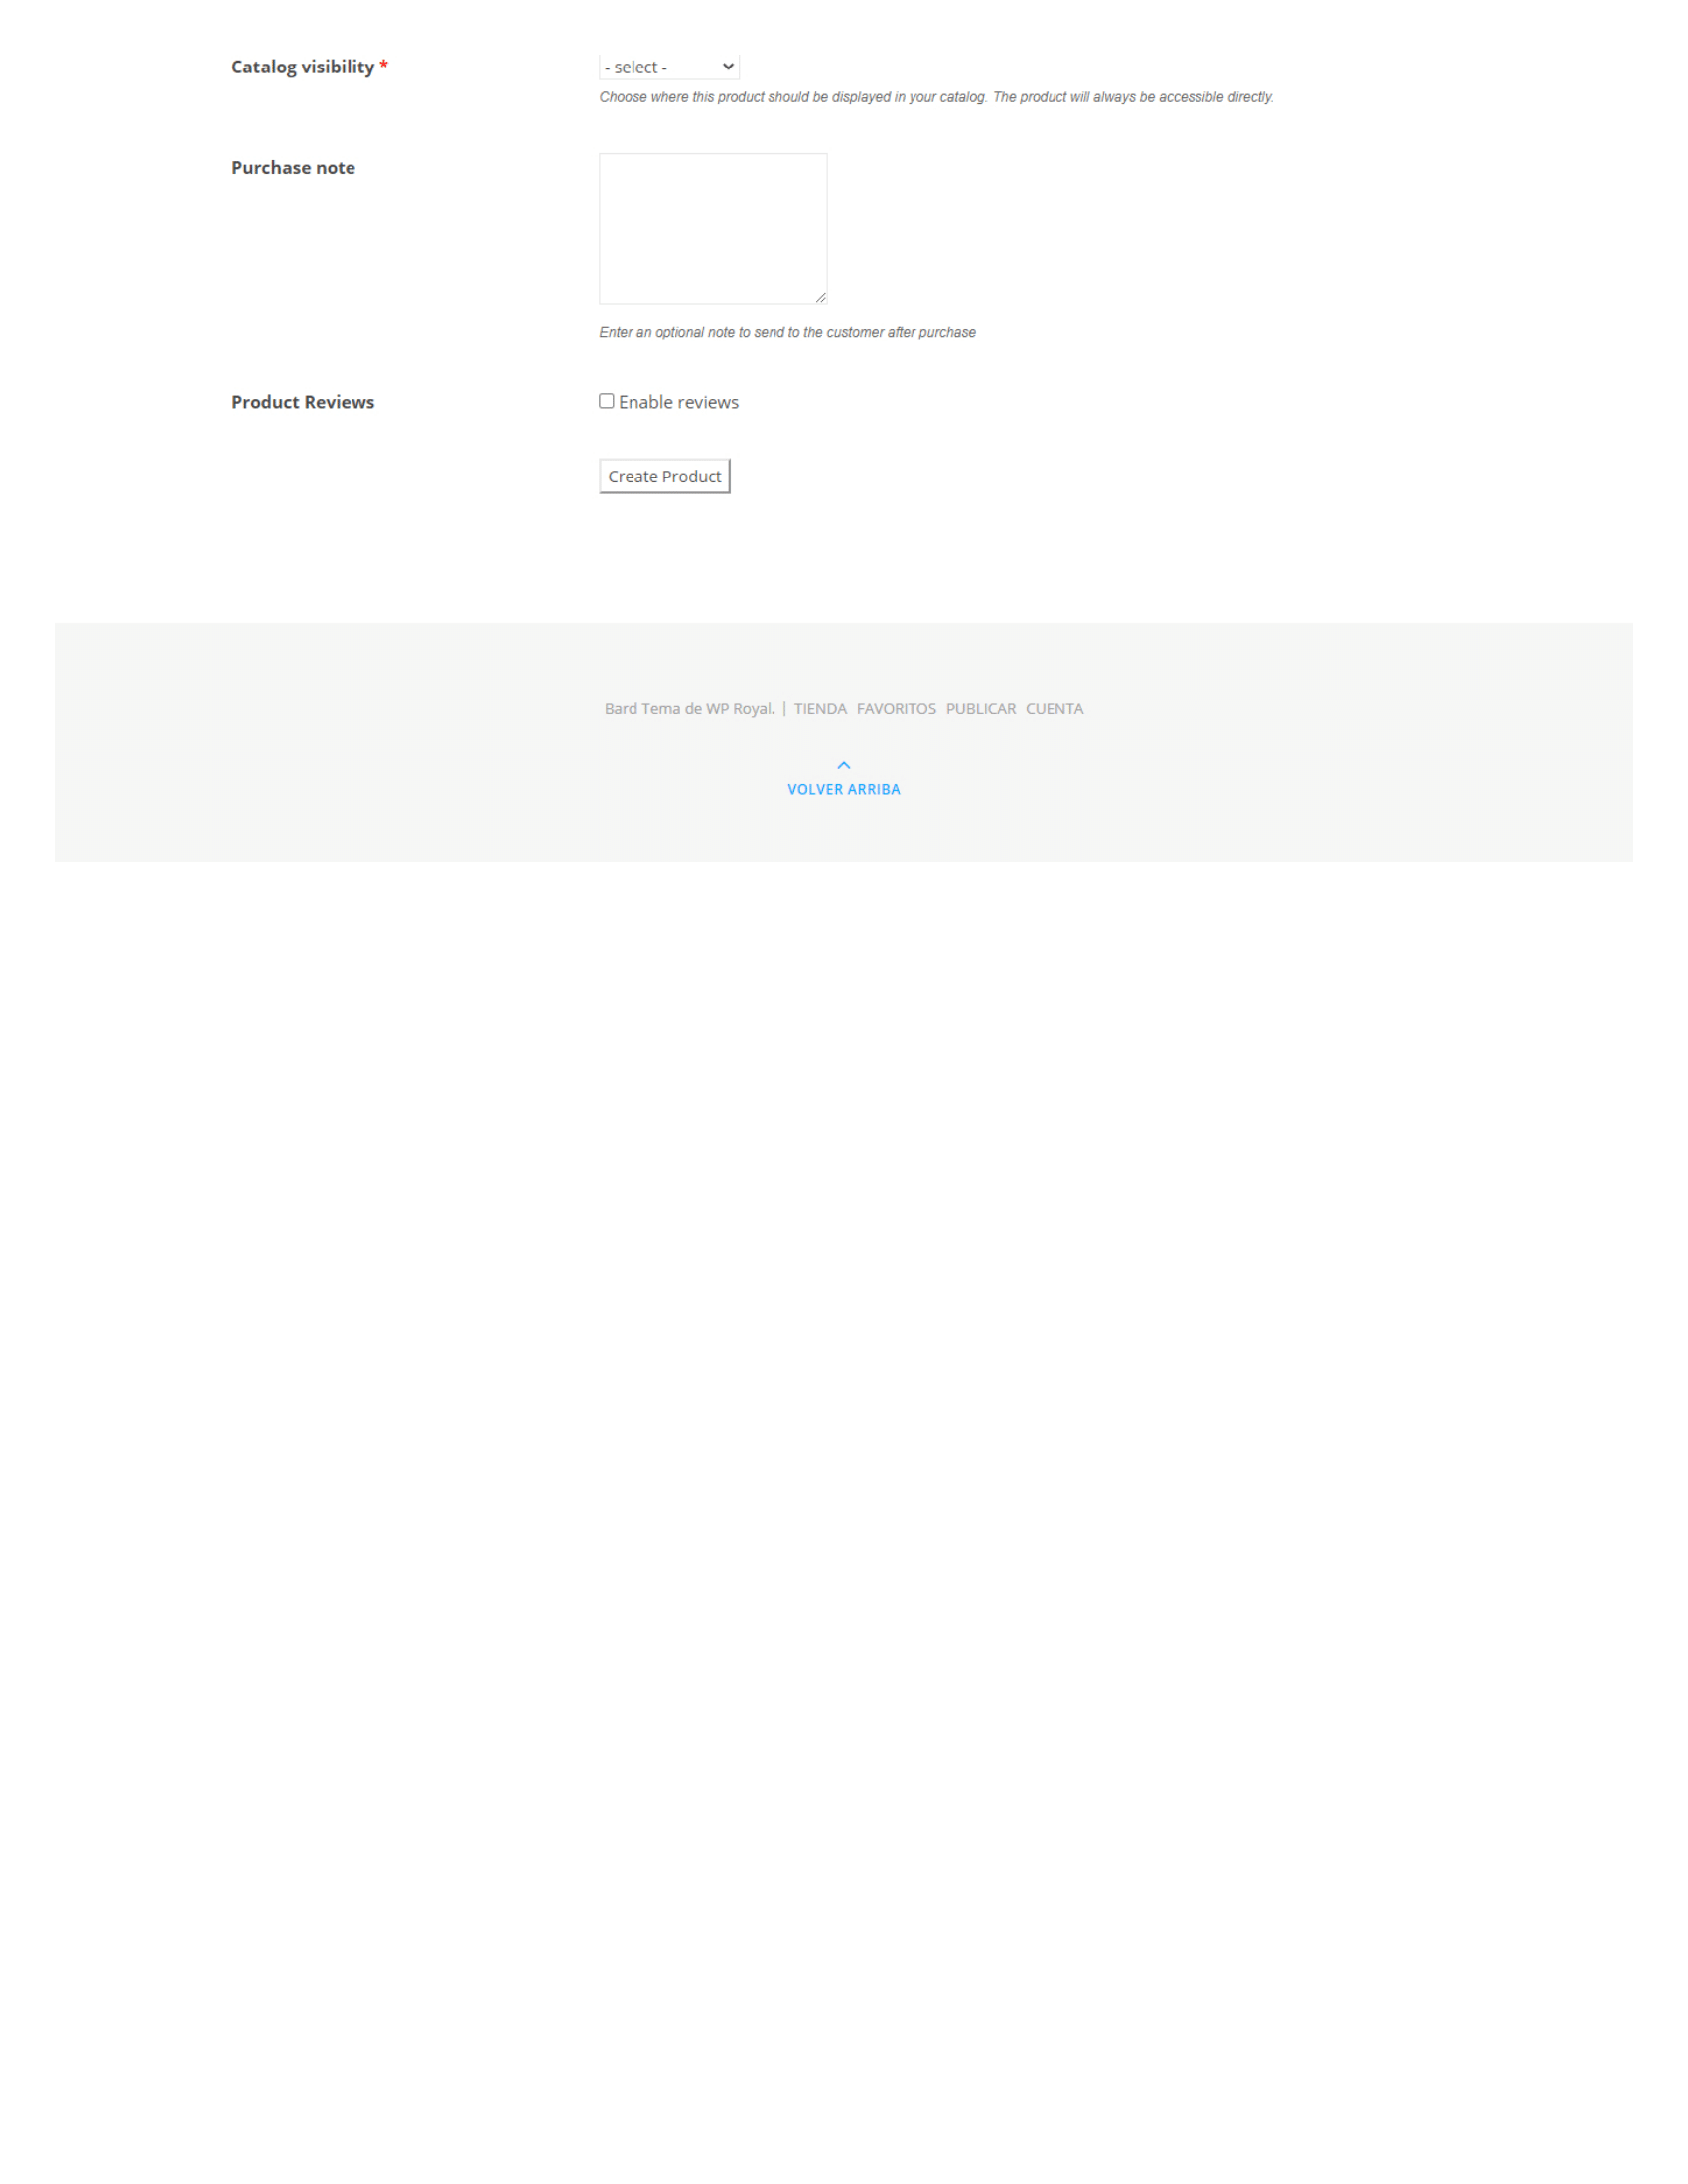 Catalog visibility *
- select -
Choose where this product should be displayed in your catalog. The product will always be accessible directly.
Purchase note
Enter an optional note to send to the customer after purchase
Product Reviews
Enable reviews
Create Product
Bard Tema de WP Royal. | TIENDA FAVORITOS PUBLICAR CUENTA
VOLVER ARRIBA